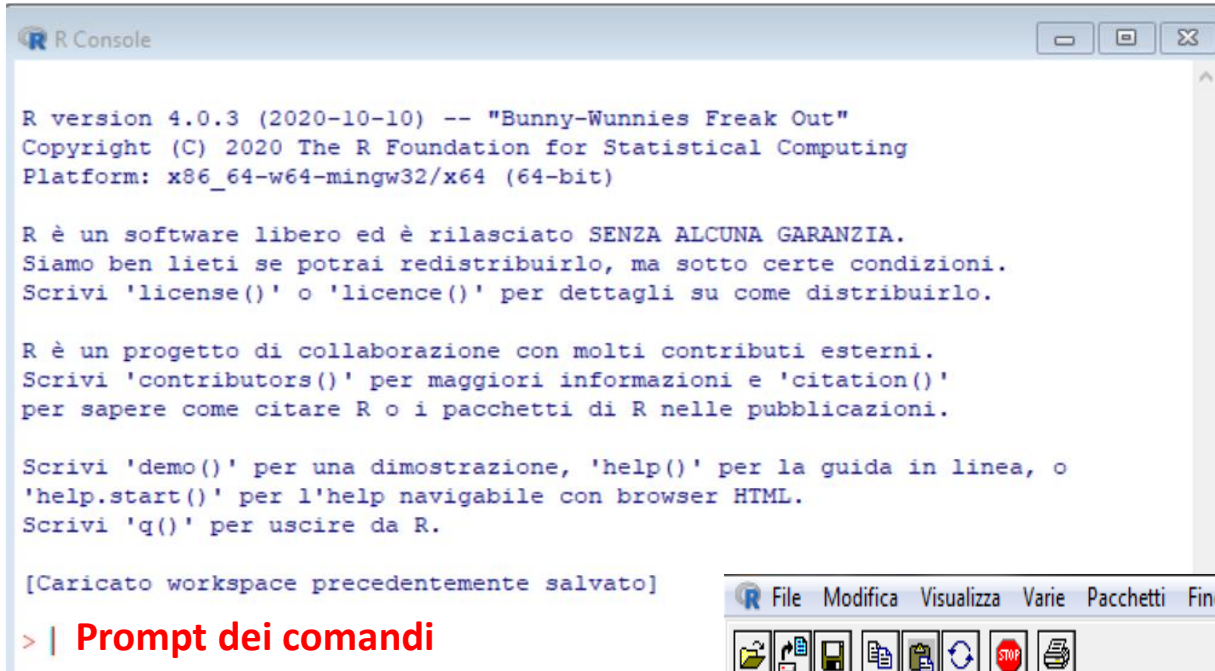 R Console
R version 4.0.3 (2020-10-10) -- "Bunny-Wunnies Freak Out"
Copyright (C) 2020 The R Foundation for Statistical Computing
Platform: x86_64-w64-mingw32/x64 (64-bit)
R è un software libero ed è rilasciato SENZA ALCUNA GARANZIA.
Siamo ben lieti se potrai redistribuirlo, ma sotto certe condizioni.
Scrivi 'license()' o 'licence()' per dettagli su come distribuirlo.
R è un progetto di collaborazione con molti contributi esterni.
Scrivi 'contributors()' per maggiori informazioni e 'citation()'
per sapere come citare R o i pacchetti di R nelle pubblicazioni.
Scrivi 'demo()' per una dimostrazione, 'help()' per la guida in linea, o
'help.start()' per l'help navigabile con browser HTML.
Scrivi 'q()' per uscire da R.
[Caricato workspace precedentemente salvato]
> | Prompt dei comandi
File Modifica Visualizza Varie Pacchetti
STOP